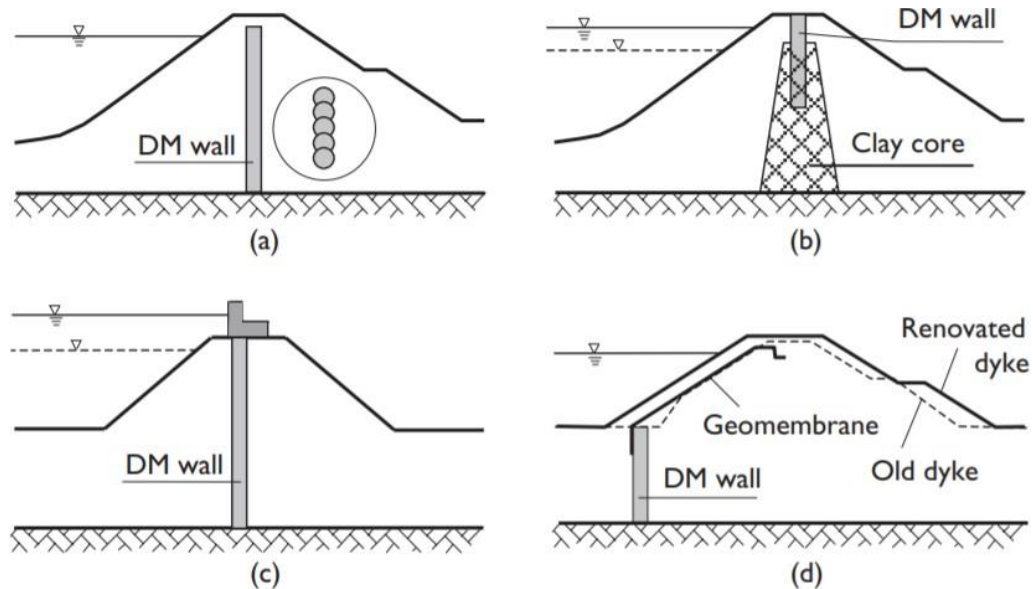 DM wall
(a)
DM wall
Clay core
(b)
DM wall
(c)
Renovated
dyke
Geomembrane
Old dyke
DM wall
(d)